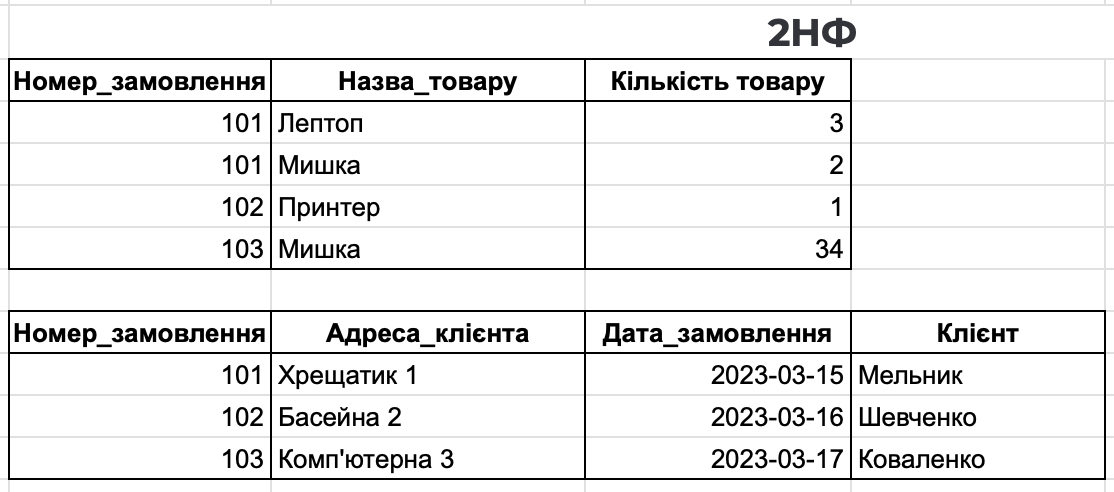 2НФ
Номер_замовлення Назва_товару Кількість товару
101 Лептоп 3
101 Мишка 2
102 Принтер 1
103 Мишка 34
Номер_замовлення Адреса_клієнта Дата_замовлення Клієнт
101 Хрещатик 1 2023-03-15 Мельник
102 Басейна 2 2023-03-16 Шевченко
103 Комп'ютерна 3 2023-03-17 Коваленко